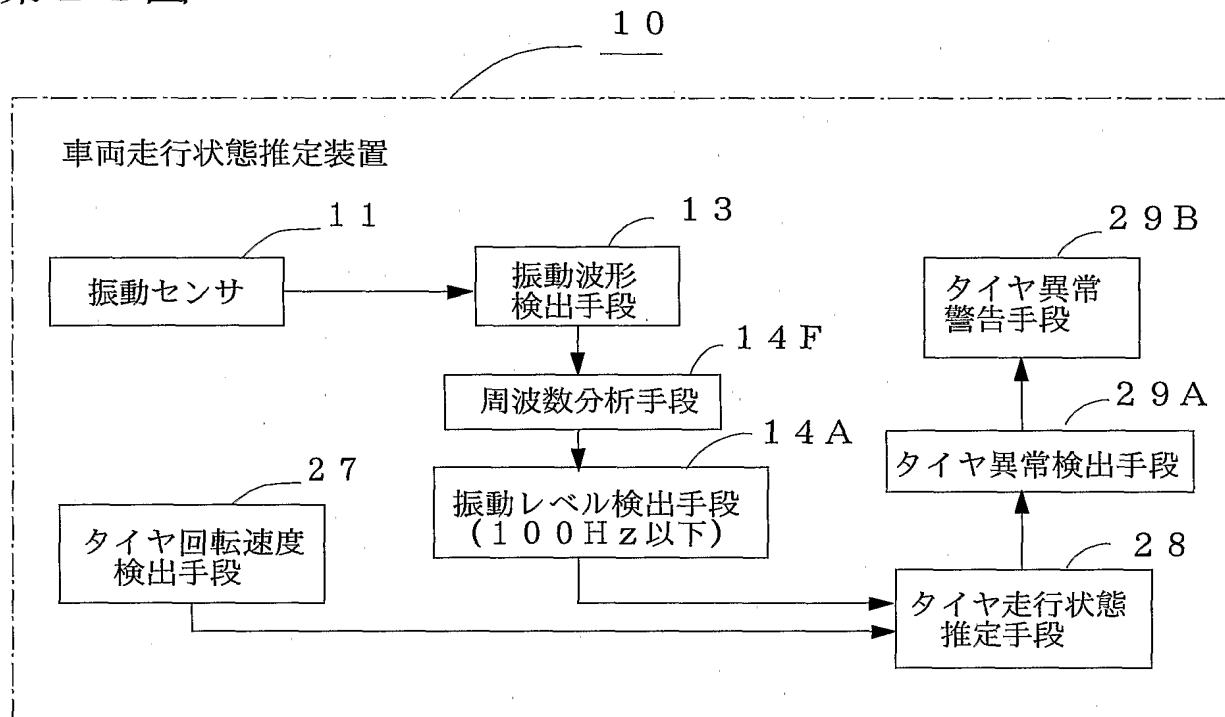 １０
車両走行状態推定装置
１１
振動センサ
１３
振動波形
検出手段
１４F
周波数分析手段
１４A
振動レベル検出手段
(１００Hz以下)
２７
タイヤ回転速度
検出手段
２９B
タイヤ異常
警告手段
２９A
タイヤ異常検出手段
２８
タイヤ走行状態
推定手段